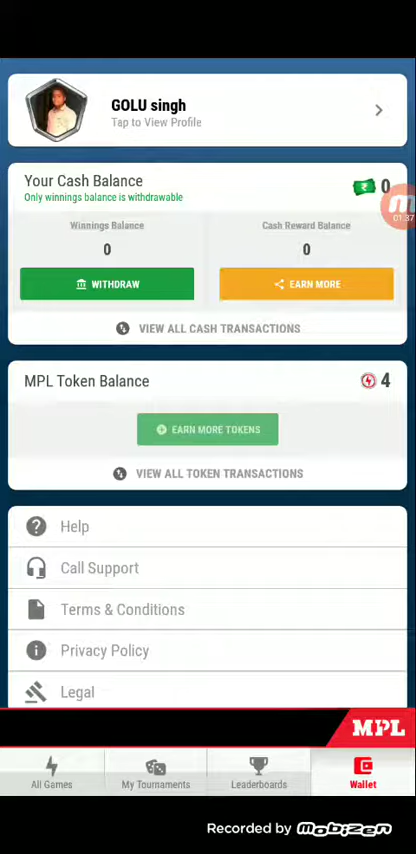 GOLU singh
Tap to View Profile
Your Cash Balance
0
Only winnings balance is withdrawable
01:37
Winnings Balance
Cash Reward Balance
0
0
WITHDRAW
EARN MORE
VIEW ALL CASH TRANSACTIONS
MPL Token Balance
4
EARN MORE TOKENS
VIEW ALL TOKEN TRANSACTIONS
Help
Call Support
Terms & Conditions
Privacy Policy
Legal
MPL
All Games
My Tournaments
Leaderboards
Wallet
Recorded by mobizen